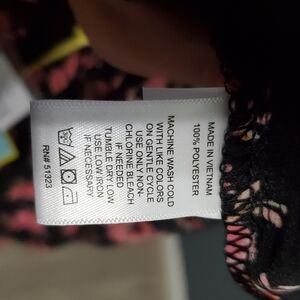 MADE IN VIETNAM
100% POLYESTER
MACHINE WASH COLD
WITH LIKE COLORS
ON GENTLE CYCLE
USE ONLY NON-
CHLORINE BLEACH
IF NEEDED
TUMBLE DRY LOW
USE LOW IRON
IF NECESSARY
RN# 51323